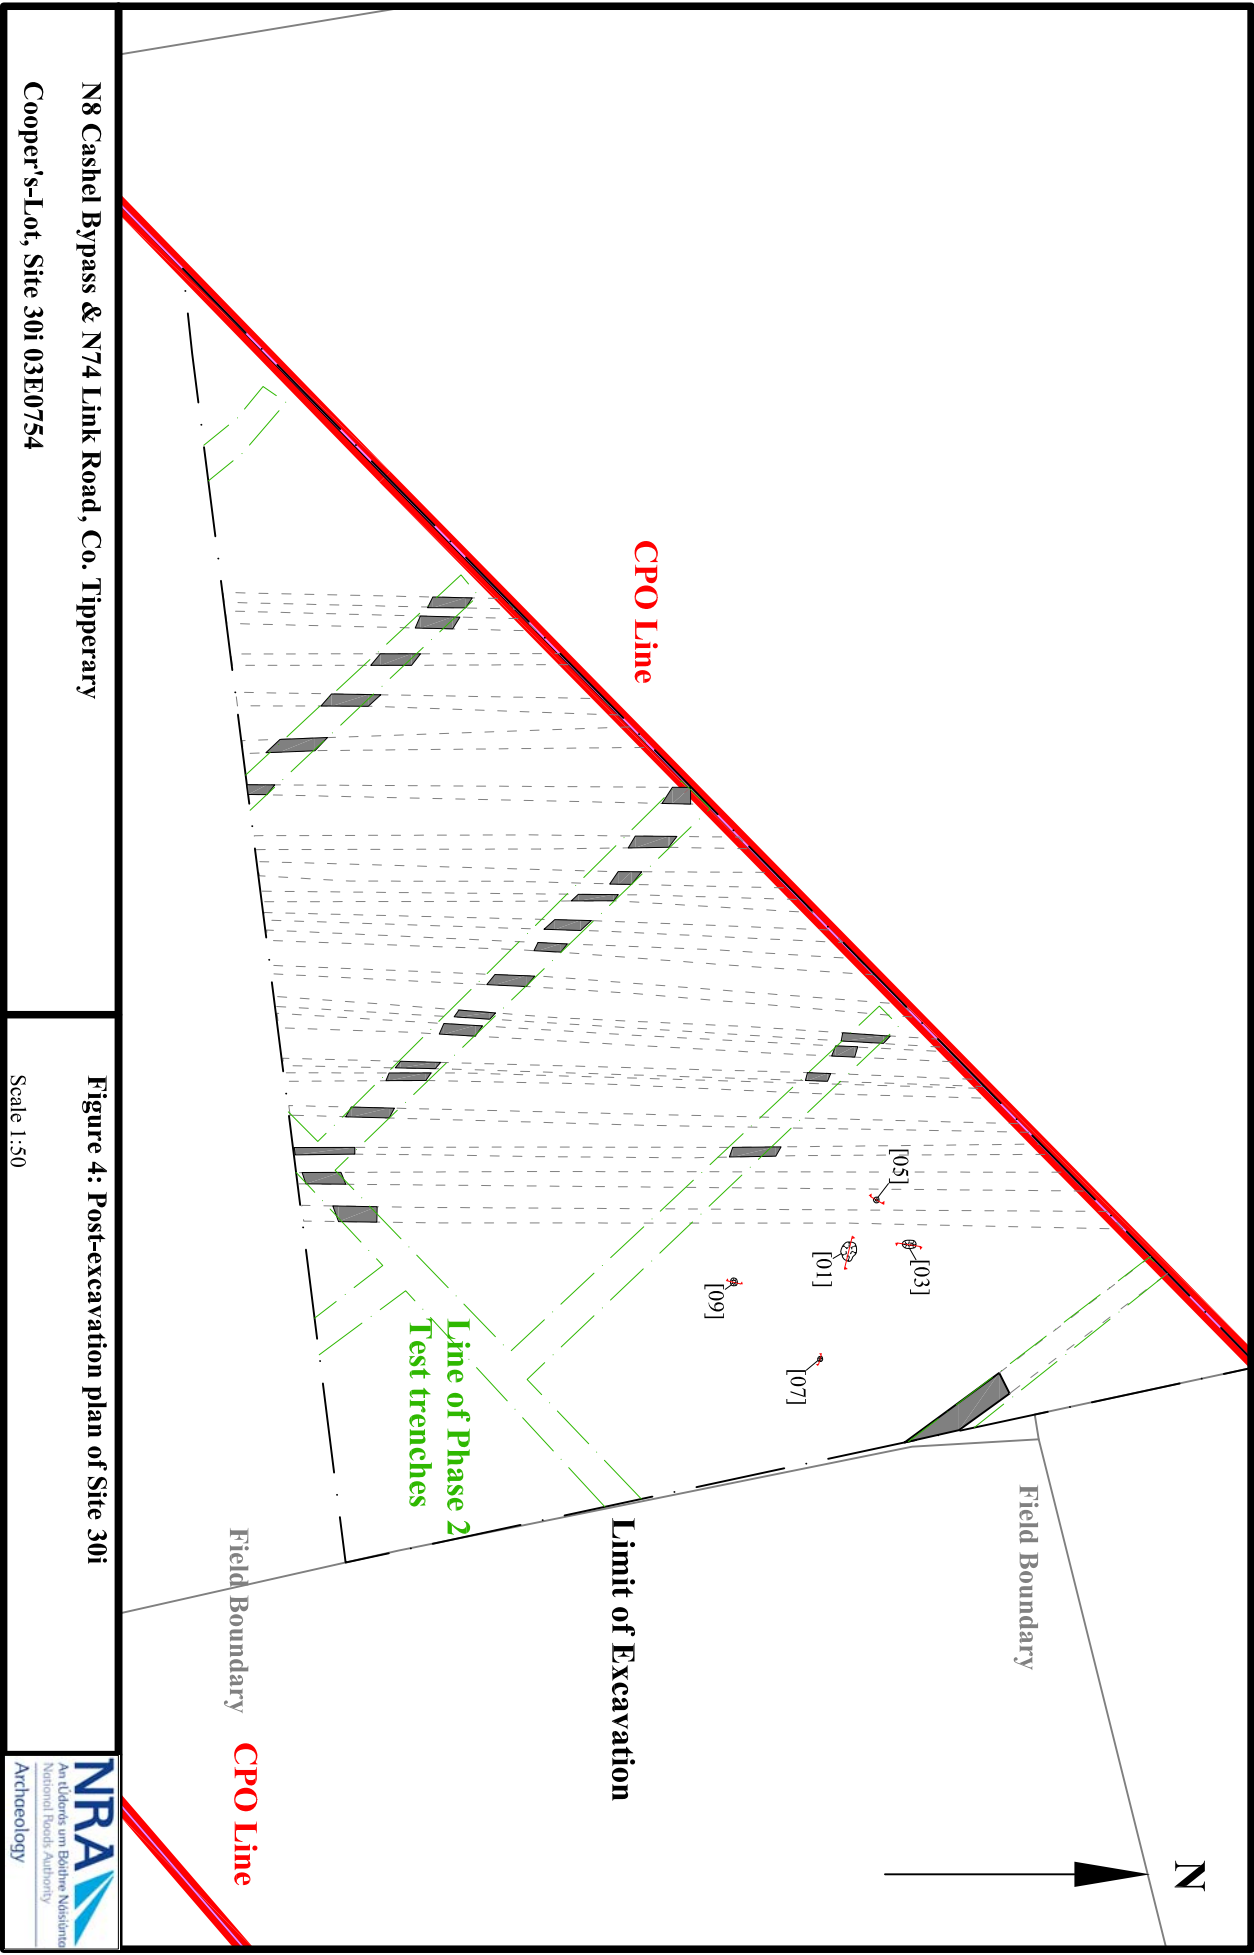 N
CPO Line
Field Boundary
[05]
[03]
[01]
[09]
[07]
Limit of Excavation
Line of Phase 2
Test trenches
Field Boundary
CPO Line
N8 Cashel Bypass & N74 Link Road, Co. Tipperary
Cooper's-Lot, Site 30i 03E0754
Figure 4: Post-excavation plan of Site 30i
Scale 1:50
NRA
An tÚdarás um Bóithre Náisiúnta
National Roads Authority
Archaeology